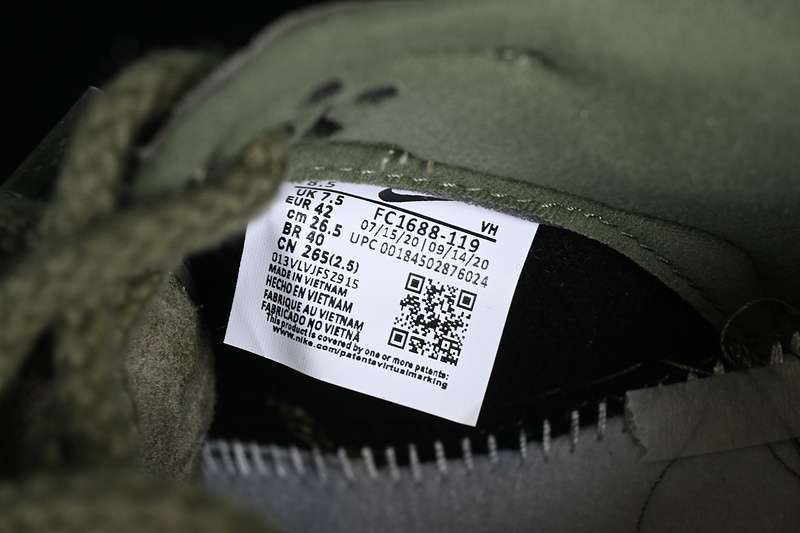 8.5
UK 7.5
EUR 42
cm 26.5
BR 40
CN 265(2.5)
FC1688-119
VH
07/15/20|09/14/20
UPC 00184502876024
013VLVJFSZ915
MADE IN VIETNAM
HECHO EN VIETNAM
FABRIQUE AU VIETNAM
FABRICADO NO VIETNÃ
This product is covered by one or more patents:
www.nike.com/patentsvirtualmarking